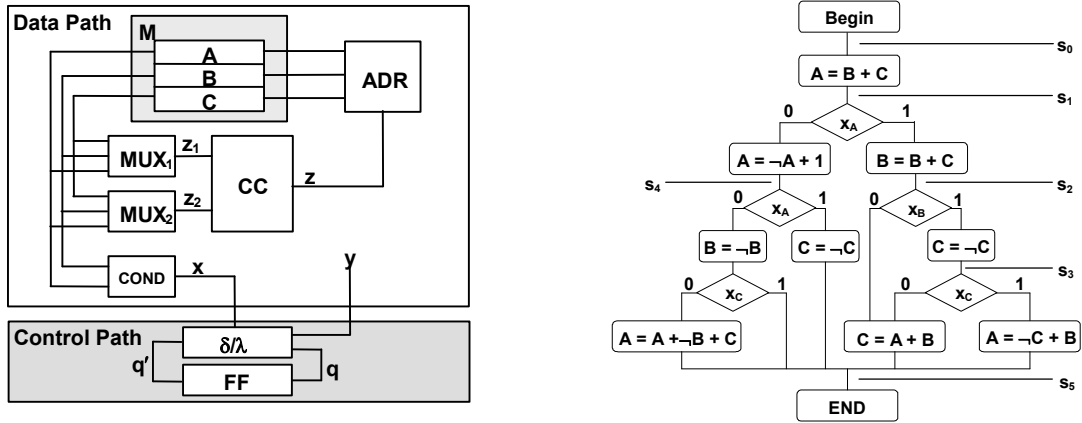 Data Path
M
A
B
C
ADR
MUX1
z1
MUX2
z2
CC
z
COND
x
y
Control Path
q′
δ/λ
FF
q
Begin
s0
A = B + C
s1
0
xA
1
A = ¬A + 1
B = B + C
s4
s2
0
xA
1
0
xB
1
B = ¬B
C = ¬C
C = ¬C
s3
0
xC
1
0
xC
1
A = A +¬B + C
C = A + B
A = ¬C + B
s5
END